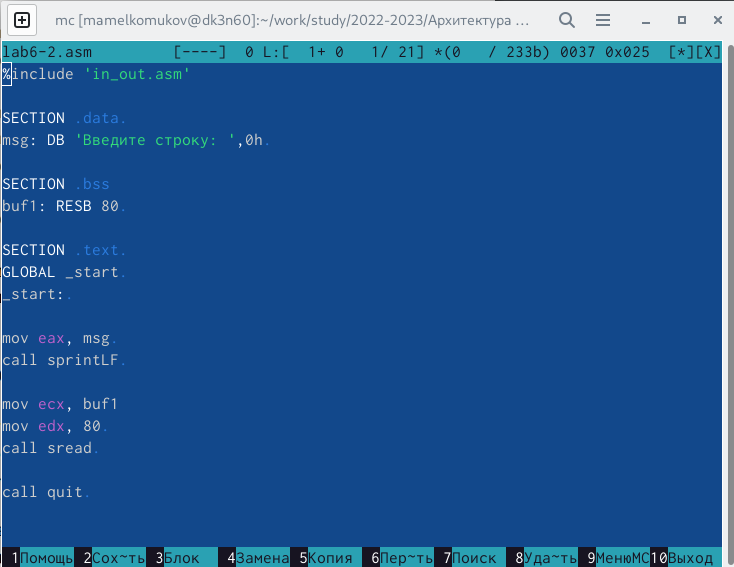 mc [mamelkomukov@dk3n60]:~/work/study/2022-2023/Архитектура ...
lab6-2.asm [----] 0 L:[ 1+ 0 1/ 21] *(0 / 233b) 0037 0x025 [*][X]
%include 'in_out.asm'
SECTION .data.
msg: DB 'Введите строку: ',0h.
SECTION .bss
buf1: RESB 80.
SECTION .text.
GLOBAL _start.
_start:.
mov eax, msg.
call sprintLF.
mov ecx, buf1
mov edx, 80.
call sread.
call quit.
1Помощь 2Сох~ть 3Блок 4Замена 5Копия 6Пер~ть 7Поиск 8Уда~ть 9МенюMC 10Выход